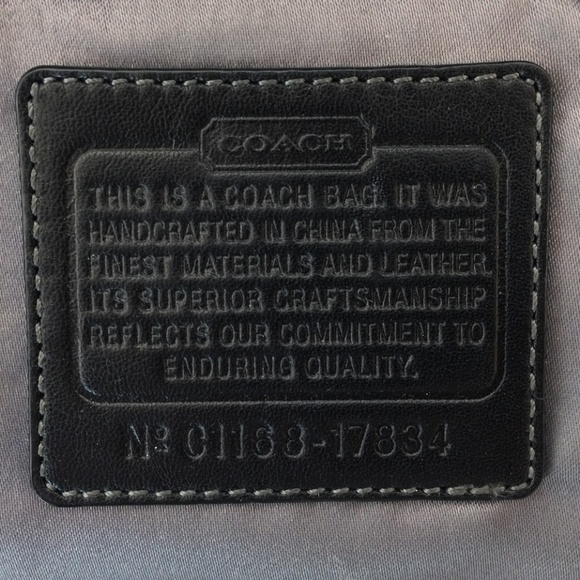 COACH
THIS IS A COACH BAG. IT WAS
HANDCRAFTED IN CHINA FROM THE
FINEST MATERIALS AND LEATHER.
ITS SUPERIOR CRAFTSMANSHIP
REFLECTS OUR COMMITMENT TO
ENDURING QUALITY.
Nº C1168-17834